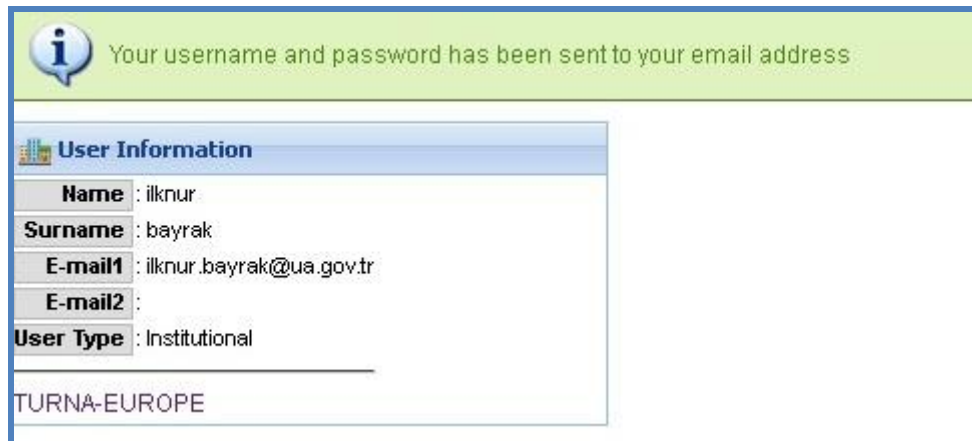 Your username and password has been sent to your email address
User Information
Name : ilknur
Surname : bayrak
E-mail1 : ilknur.bayrak@ua.gov.tr
E-mail2 :
User Type : Institutional
TURNA-EUROPE